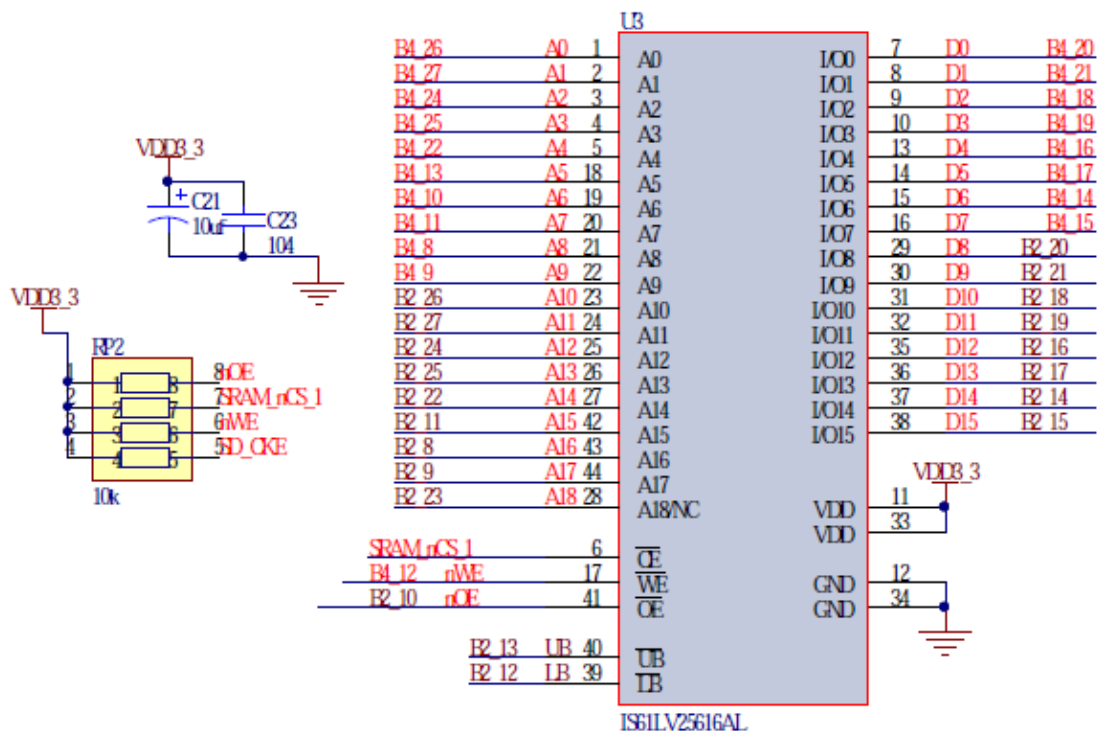 U3
B4_26 A0 1 A0 I/O0 7 D0 B4_20
B4_27 A1 2 A1 I/O1 8 D1 B4_21
B4_24 A2 3 A2 I/O2 9 D2 B4_18
B4_25 A3 4 A3 I/O3 10 D3 B4_19
B4_22 A4 5 A4 I/O4 13 D4 B4_16
B4_13 A5 18 A5 I/O5 14 D5 B4_17
B4_10 A6 19 A6 I/O6 15 D6 B4_14
B4_11 A7 20 A7 I/O7 16 D7 B4_15
B4_8 A8 21 A8 I/O8 29 D8 B2_20
B4_9 A9 22 A9 I/O9 30 D9 B2_21
B2_26 A10 23 A10 I/O10 31 D10 B2_18
B2_27 A11 24 A11 I/O11 32 D11 B2_19
B2_24 A12 25 A12 I/O12 35 D12 B2_16
B2_25 A13 26 A13 I/O13 36 D13 B2_17
B2_22 A14 27 A14 I/O14 37 D14 B2_14
B2_11 A15 42 A15 I/O15 38 D15 B2_15
B2_8 A16 43 A16
B2_9 A17 44 A17
B2_23 A18 28 A18/NC
VDD3_3
VDD 11
VDD 33
SRAM_nCS_1 6 CE
B4_12 nWE 17 WE
B2_10 nOE 41 OE
GND 12
GND 34
B2_13 UB 40 UB
B2_12 LB 39 LB
IS61LV25616AL
VDD3_3
+ C21
10uf
C23
104
VDD3_3
RP2
1 1 8 8 nOE
2 2 7 7 SRAM_nCS_1
3 3 6 6 nWE
4 4 5 5 SD_CKE
10k